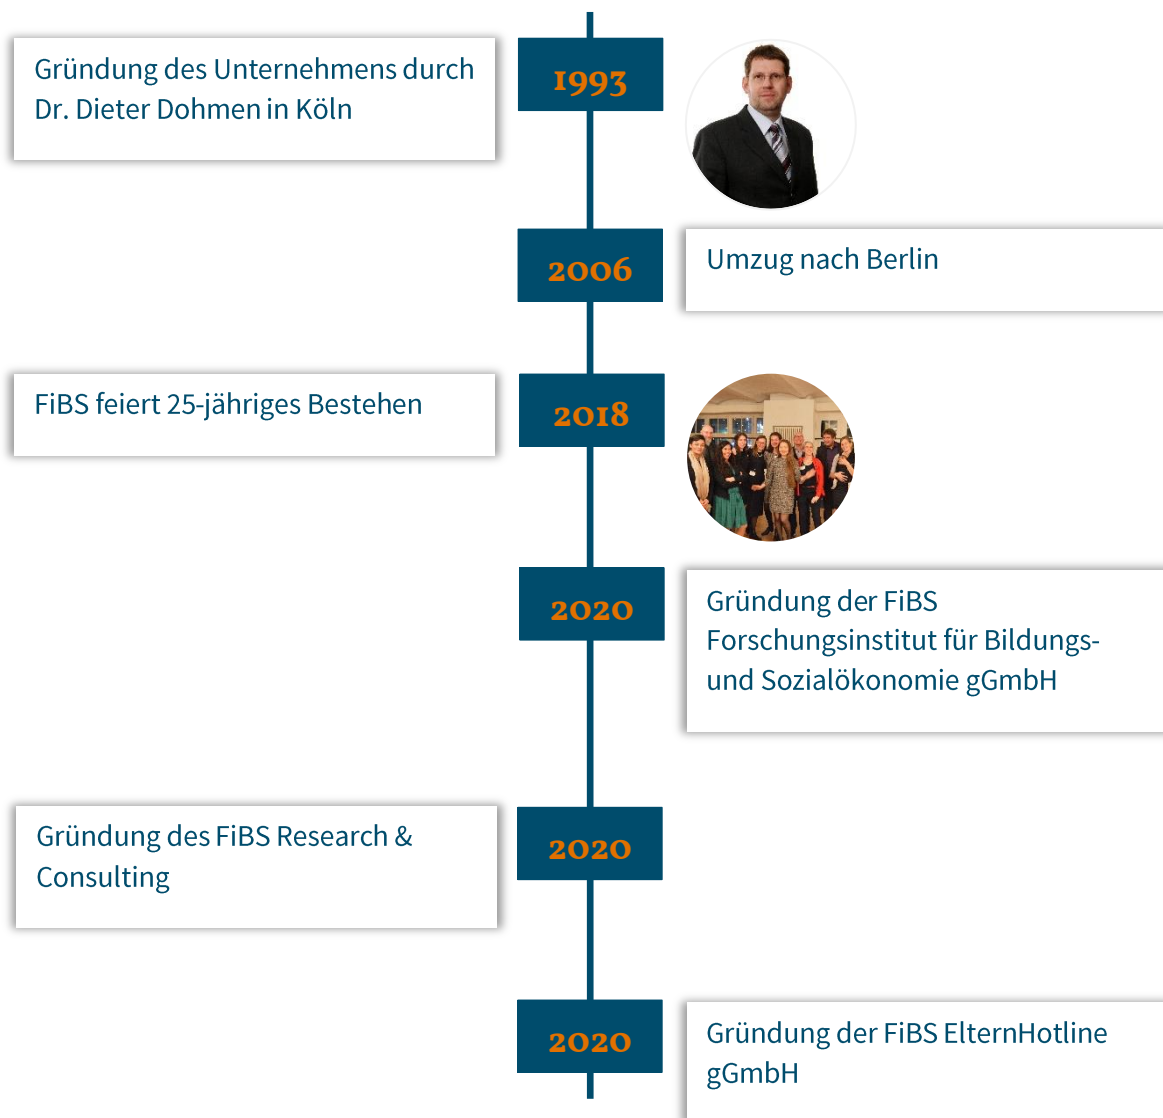 Gründung des Unternehmens durch
Dr. Dieter Dohmen in Köln
1993
2006
Umzug nach Berlin
FiBS feiert 25-jähriges Bestehen
2018
2020
Gründung der FiBS
Forschungsinstitut für Bildungs-
und Sozialökonomie gGmbH
Gründung des FiBS Research &
Consulting
2020
2020
Gründung der FiBS ElternHotline
gGmbH